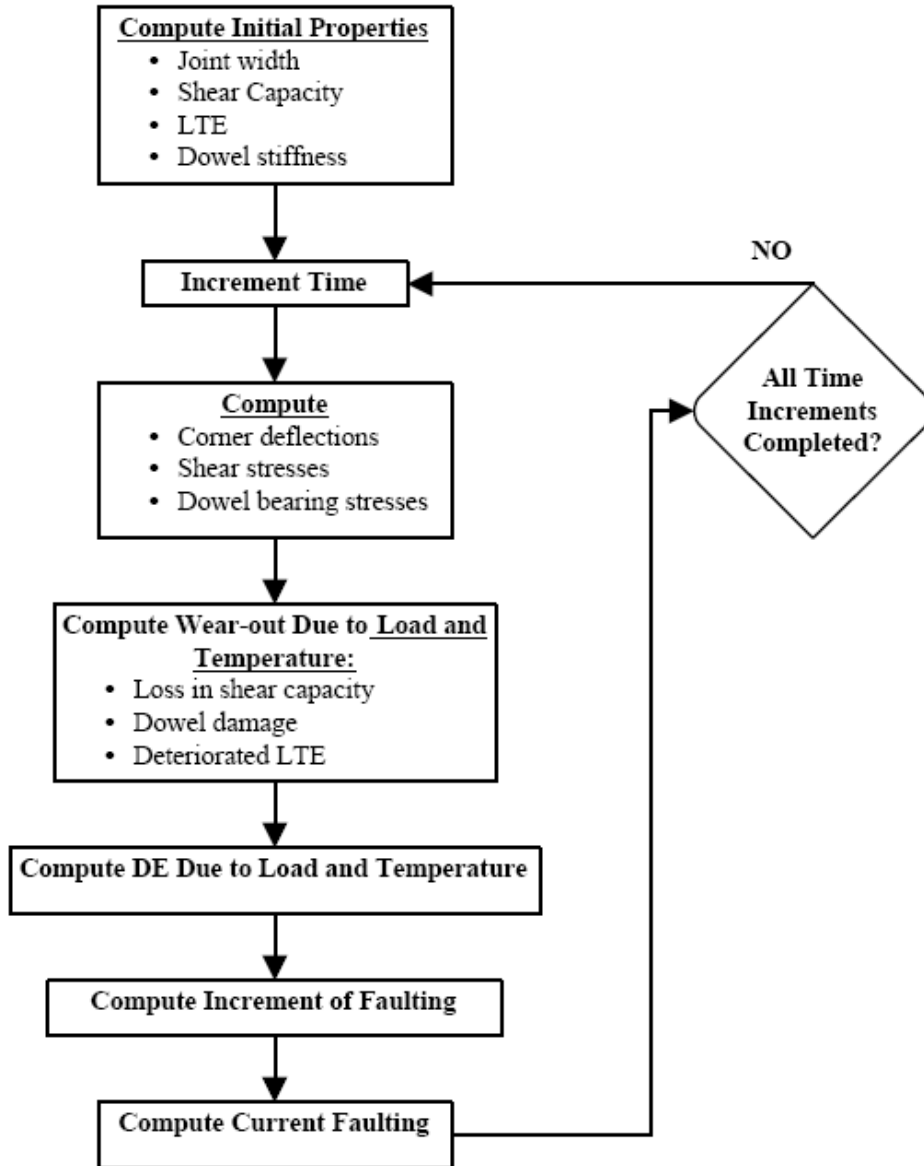 Compute Initial Properties
• Joint width
• Shear Capacity
• LTE
• Dowel stiffness
NO
Increment Time
All Time
Increments
Completed?
Compute
• Corner deflections
• Shear stresses
• Dowel bearing stresses
Compute Wear-out Due to Load and
Temperature:
• Loss in shear capacity
• Dowel damage
• Deteriorated LTE
Compute DE Due to Load and Temperature
Compute Increment of Faulting
Compute Current Faulting